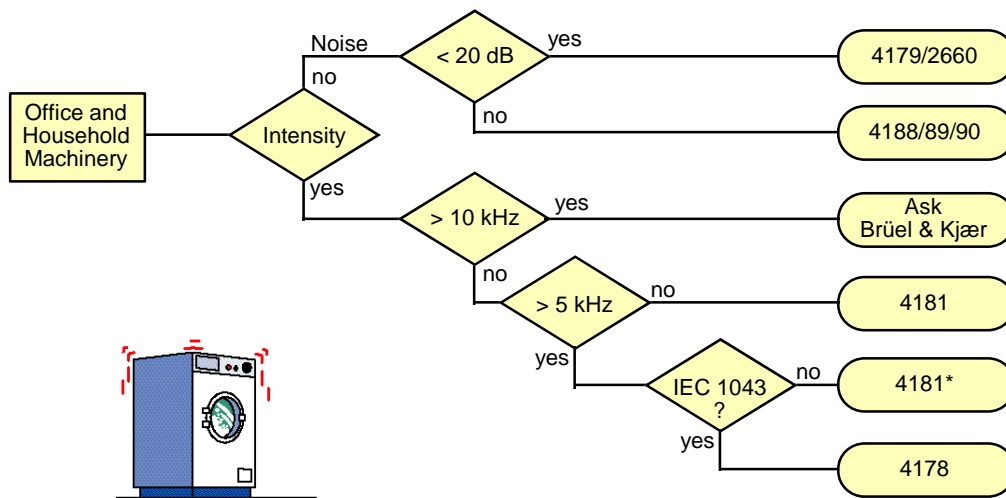 Noise
< 20 dB
yes
4179/2660
no
no
4188/89/90
Office and
Household
Machinery
Intensity
yes
> 10 kHz
yes
Ask
Brüel & Kjær
no
> 5 kHz
no
4181
yes
IEC 1043
?
no
4181*
yes
4178